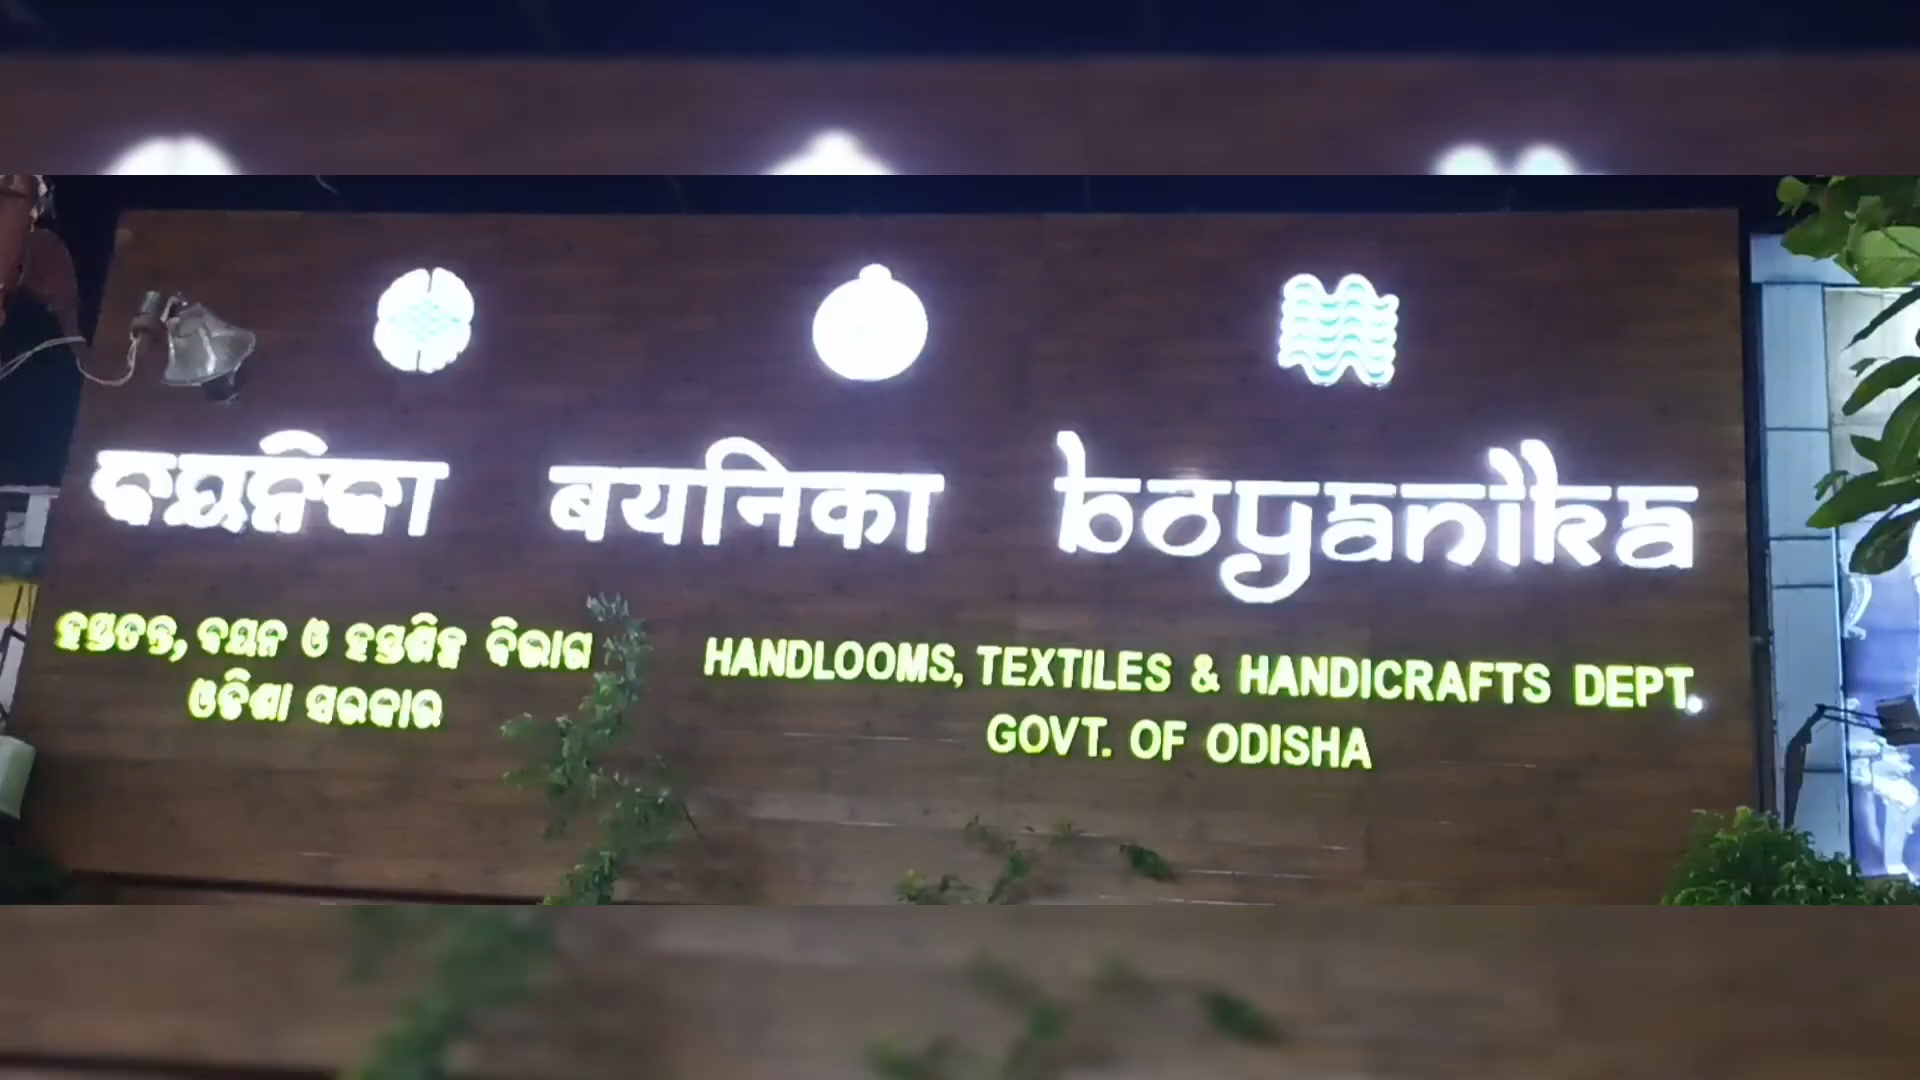 ବୟନିକା बयनिका boyanika
ହସ୍ତତନ୍ତ, ବୟନ ଓ ହସ୍ତଶିଳ୍ପ ବିଭାଗ
ଓଡିଶା ସରକାର
HANDLOOMS, TEXTILES & HANDICRAFTS DEPT.
GOVT. OF ODISHA